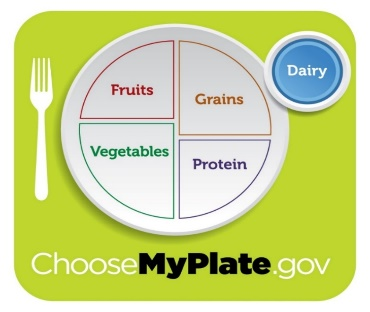 Fruits
Grains
Dairy
Vegetables
Protein
ChooseMyPlate.gov